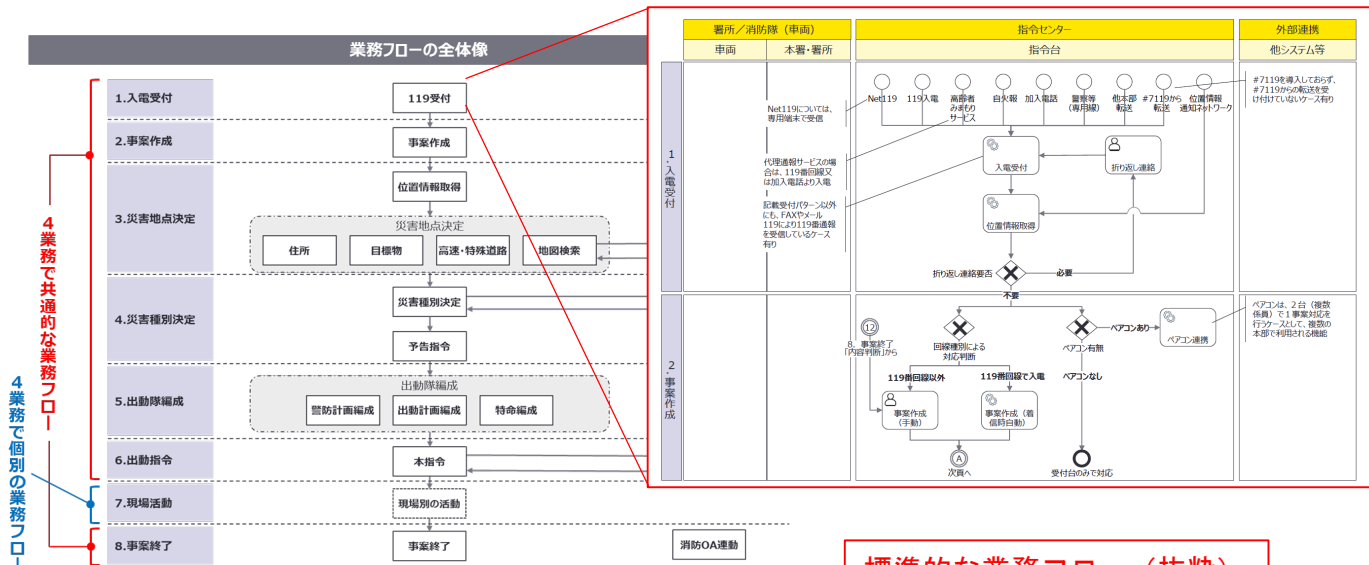 業務フローの全体像
4業務で共通的な業務フロー
4業務で個別の業務フロー
1.入電受付
119受付
2.事案作成
事案作成
3.災害地点決定
位置情報取得
災害地点決定
住所
目標物
高速・特殊道路
地図検索
4.災害種別決定
災害種別決定
予告指令
5.出動隊編成
出動隊編成
警防計画編成
出動計画編成
特命編成
6.出動指令
本指令
7.現場活動
現場別の活動
8.事案終了
事案終了
消防OA連動
署所/消防隊(車両)
指令センター
外部連携
車両
本署・署所
指令台
他システム等
1.入電受付
Net119
119入電
高齢者
みまもり
サービス
自火報
加入電話
警察等
(専用線)
他本部
転送
#7119から
転送
位置情報
通知ネットワーク
Net119については、
専用端末で受信
代理通報サービスの場
合は、119番回線又
は加入電話より入電
記載受付パターン以外
にも、FAXやメール
119により119番通報
を受信しているケース
有り
#7119を導入しておらず、
#7119からの転送を受
け付けていないケース有り
入電受付
折り返し連絡
位置情報取得
折り返し連絡要否
必要
不要
2.事案作成
12
8.事案終了
「内容判断」から
回線種別による
対応判断
ペアコン有無
ペアコンあり
ペアコン連携
ペアコンは、2台(複数
係員)で1事案対応を
行うケースとして、複数の
本部で利用される機能
119番回線以外
119番回線で入電
ペアコンなし
事案作成
(手動)
事案作成(着
信時自動)
A
次頁へ
受付台のみで対応
標準的な業務フロー(抜粋)